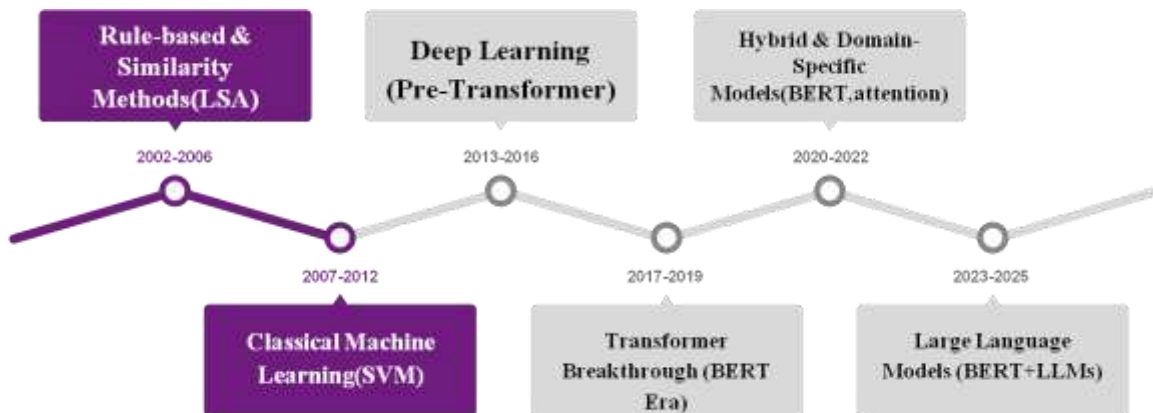 Rule-based &
Similarity
Methods(LSA)
2002-2006
2007-2012
Classical Machine
Learning(SVM)
Deep Learning
(Pre-Transformer)
2013-2016
2017-2019
Transformer
Breakthrough (BERT
Era)
Hybrid & Domain-
Specific
Models(BERT,attention)
2020-2022
2023-2025
Large Language
Models (BERT+LLMs)